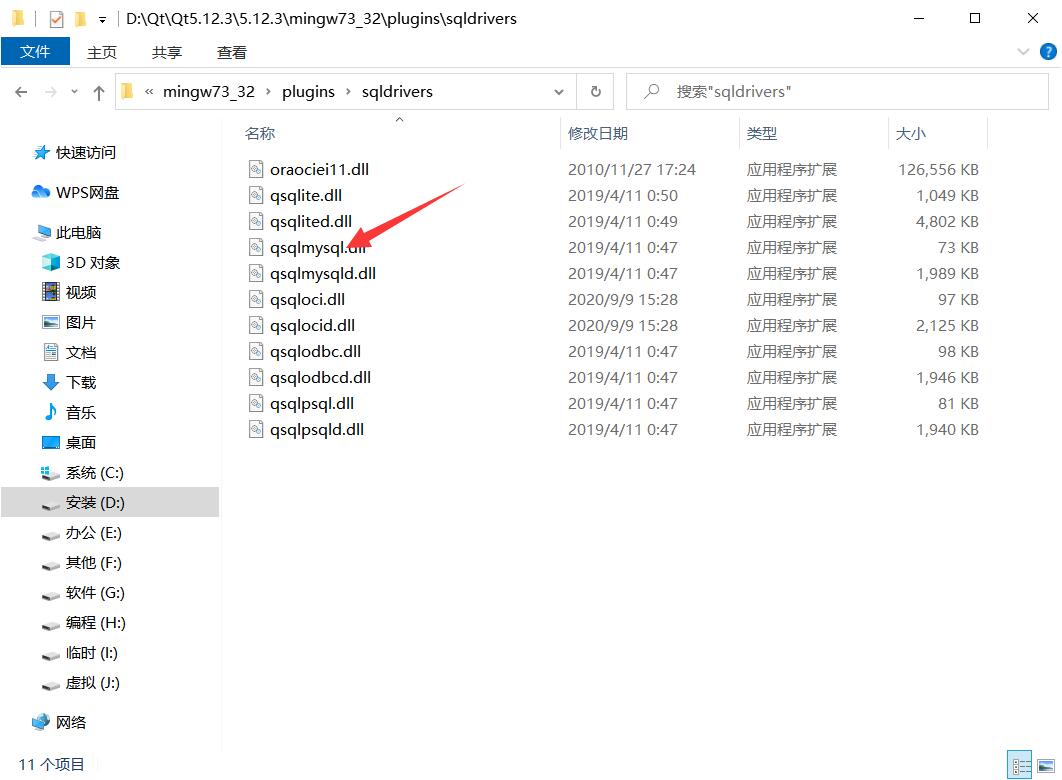 D:\Qt\Qt5.12.3\5.12.3\mingw73_32\plugins\sqldrivers
文件 主页 共享 查看
« mingw73_32 › plugins › sqldrivers 搜索"sqldrivers"
名称 修改日期 类型 大小
快速访问
WPS网盘
此电脑
3D 对象
视频
图片
文档
下载
音乐
桌面
系统 (C:)
安装 (D:)
办公 (E:)
其他 (F:)
软件 (G:)
编程 (H:)
临时 (I:)
虚拟 (J:)
网络
oraociei11.dll 2010/11/27 17:24 应用程序扩展 126,556 KB
qsqlite.dll 2019/4/11 0:50 应用程序扩展 1,049 KB
qsqlited.dll 2019/4/11 0:49 应用程序扩展 4,802 KB
qsqlmysql.dll 2019/4/11 0:47 应用程序扩展 73 KB
qsqlmysqld.dll 2019/4/11 0:47 应用程序扩展 1,989 KB
qsqloci.dll 2020/9/9 15:28 应用程序扩展 97 KB
qsqlocid.dll 2020/9/9 15:28 应用程序扩展 2,125 KB
qsqlodbc.dll 2019/4/11 0:47 应用程序扩展 98 KB
qsqlodbcd.dll 2019/4/11 0:47 应用程序扩展 1,946 KB
qsqlpsql.dll 2019/4/11 0:47 应用程序扩展 81 KB
qsqlpsqld.dll 2019/4/11 0:47 应用程序扩展 1,940 KB
11 个项目